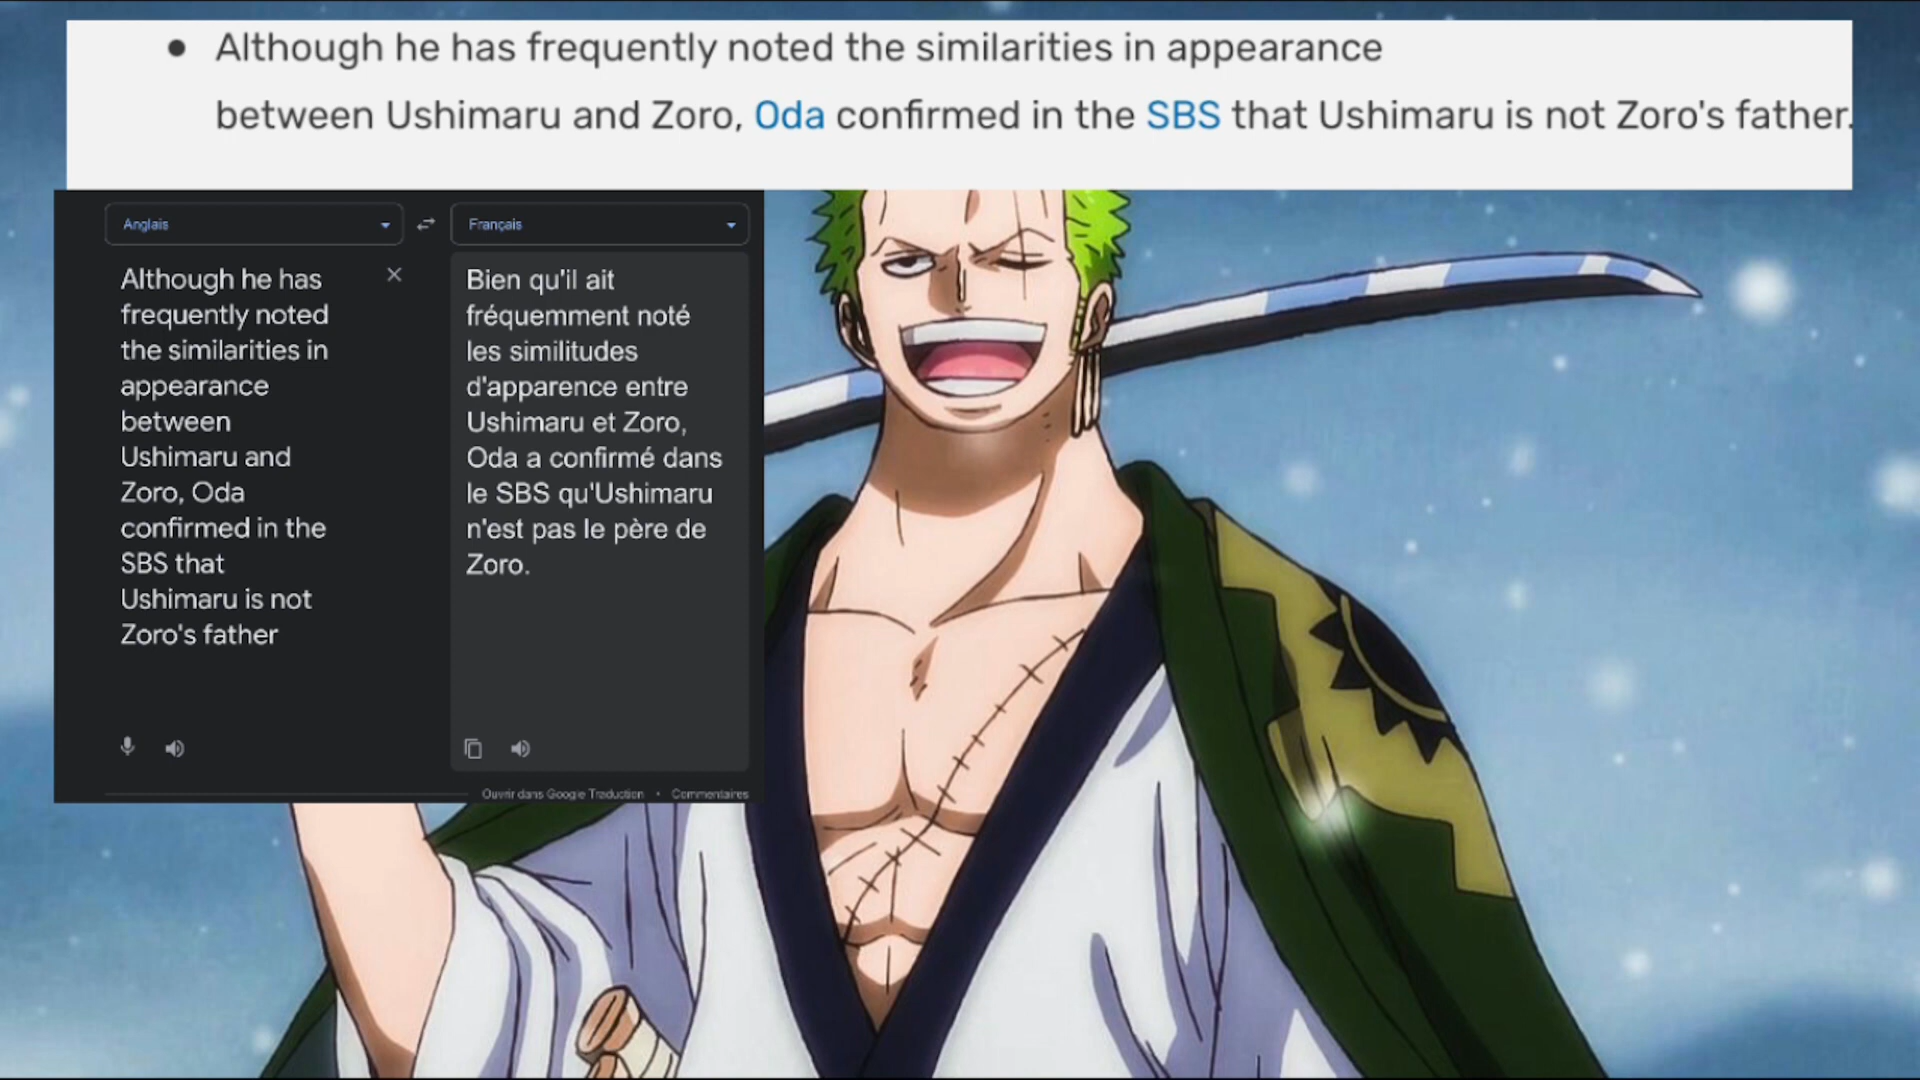 • Although he has frequently noted the similarities in appearance
between Ushimaru and Zoro, Oda confirmed in the SBS that Ushimaru is not Zoro's father.
Anglais
Français
Although he has
frequently noted
the similarities in
appearance
between
Ushimaru and
Zoro, Oda
confirmed in the
SBS that
Ushimaru is not
Zoro's father
Bien qu'il ait
fréquemment noté
les similitudes
d'apparence entre
Ushimaru et Zoro,
Oda a confirmé dans
le SBS qu'Ushimaru
n'est pas le père de
Zoro.
Ouvrir dans Google Traduction • Commentaires